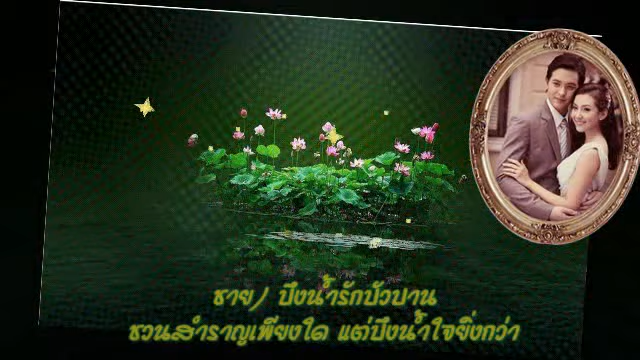 ชาย/ บึงน้ำรักบัวบาน
ชวนสำราญเพียงใด แต่บึงน้ำใจยิ่งกว่า